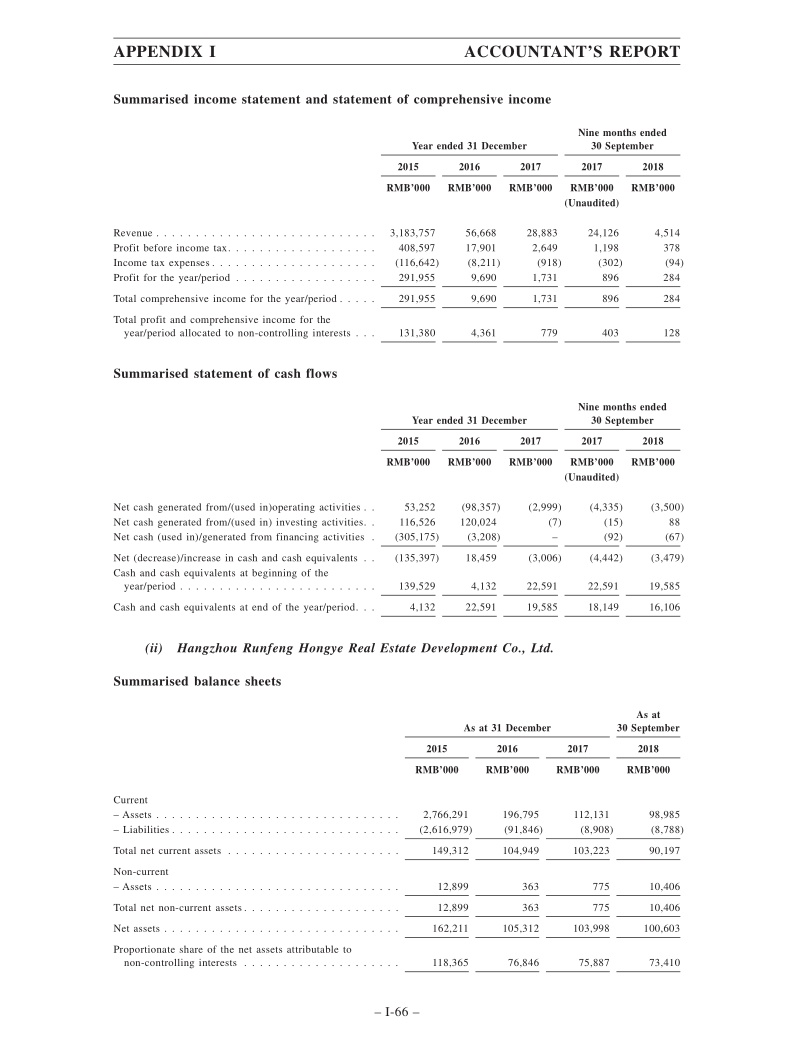 APPENDIX I ACCOUNTANT'S REPORT
Summarised income statement and statement of comprehensive income
Nine months ended
Year ended 31 December 30 September
2015 2016 2017 2017 2018
RMB'000 RMB'000 RMB'000 RMB'000 RMB'000
(Unaudited)
Revenue . . . . . . . . . . . . . . . . . . . . . . . . . . . . 3,183,757 56,668 28,883 24,126 4,514
Profit before income tax. . . . . . . . . . . . . . . . . . . 408,597 17,901 2,649 1,198 378
Income tax expenses . . . . . . . . . . . . . . . . . . . . . (116,642) (8,211) (918) (302) (94)
Profit for the year/period . . . . . . . . . . . . . . . . . . 291,955 9,690 1,731 896 284
Total comprehensive income for the year/period . . . . . 291,955 9,690 1,731 896 284
Total profit and comprehensive income for the
year/period allocated to non-controlling interests . . . 131,380 4,361 779 403 128
Summarised statement of cash flows
Nine months ended
Year ended 31 December 30 September
2015 2016 2017 2017 2018
RMB'000 RMB'000 RMB'000 RMB'000 RMB'000
(Unaudited)
Net cash generated from/(used in)operating activities . . 53,252 (98,357) (2,999) (4,335) (3,500)
Net cash generated from/(used in) investing activities. . 116,526 120,024 (7) (15) 88
Net cash (used in)/generated from financing activities . (305,175) (3,208) – (92) (67)
Net (decrease)/increase in cash and cash equivalents . . (135,397) 18,459 (3,006) (4,442) (3,479)
Cash and cash equivalents at beginning of the
year/period . . . . . . . . . . . . . . . . . . . . . . . . . 139,529 4,132 22,591 22,591 19,585
Cash and cash equivalents at end of the year/period. . . 4,132 22,591 19,585 18,149 16,106
(ii) Hangzhou Runfeng Hongye Real Estate Development Co., Ltd.
Summarised balance sheets
As at
As at 31 December 30 September
2015 2016 2017 2018
RMB'000 RMB'000 RMB'000 RMB'000
Current
– Assets . . . . . . . . . . . . . . . . . . . . . . . . . . . . . . . 2,766,291 196,795 112,131 98,985
– Liabilities . . . . . . . . . . . . . . . . . . . . . . . . . . . . . (2,616,979) (91,846) (8,908) (8,788)
Total net current assets . . . . . . . . . . . . . . . . . . . . . . 149,312 104,949 103,223 90,197
Non-current
– Assets . . . . . . . . . . . . . . . . . . . . . . . . . . . . . . . 12,899 363 775 10,406
Total net non-current assets . . . . . . . . . . . . . . . . . . . . 12,899 363 775 10,406
Net assets . . . . . . . . . . . . . . . . . . . . . . . . . . . . . . 162,211 105,312 103,998 100,603
Proportionate share of the net assets attributable to
non-controlling interests . . . . . . . . . . . . . . . . . . . . 118,365 76,846 75,887 73,410
– I-66 –